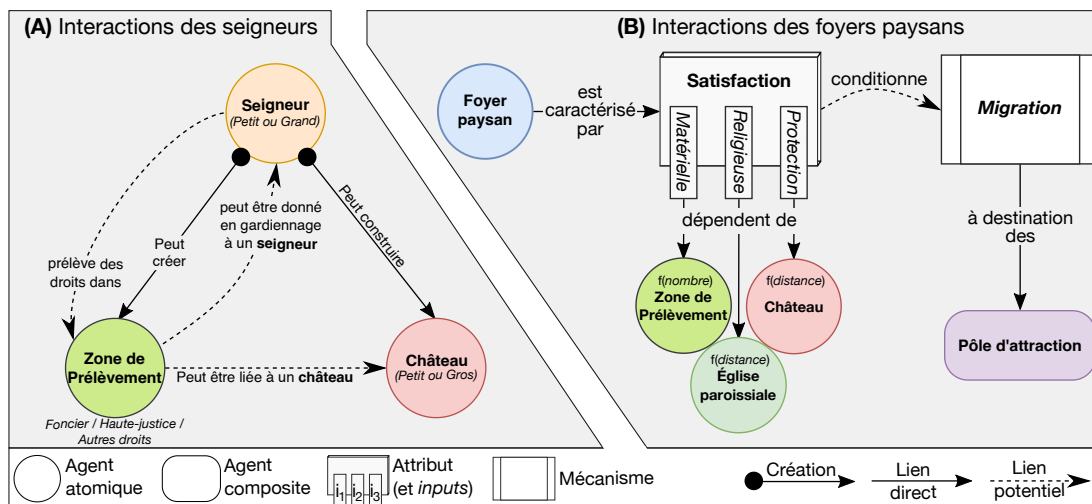 (A) Interactions des seigneurs
Seigneur
(Petit ou Grand)
prélève des
droits dans
Peut
créer
peut être donné
en gardiennage
à un seigneur
Peut construire
Zone de
Prélèvement
Foncier / Haute-justice /
Autres droits
Peut être liée à un château
Château
(Petit ou Gros)
(B) Interactions des foyers paysans
Foyer
paysan
est
caractérisé
par
Satisfaction
Matérielle
Religieuse
Protection
conditionne
Migration
dépendent de
f(nombre)
Zone de
Prélèvement
f(distance)
Château
f(distance)
Église
paroissiale
à destination
des
Pôle d'attraction
Agent
atomique
Agent
composite
i1 i2 i3
Attribut
(et inputs)
Mécanisme
Création
Lien
direct
Lien
potentiel